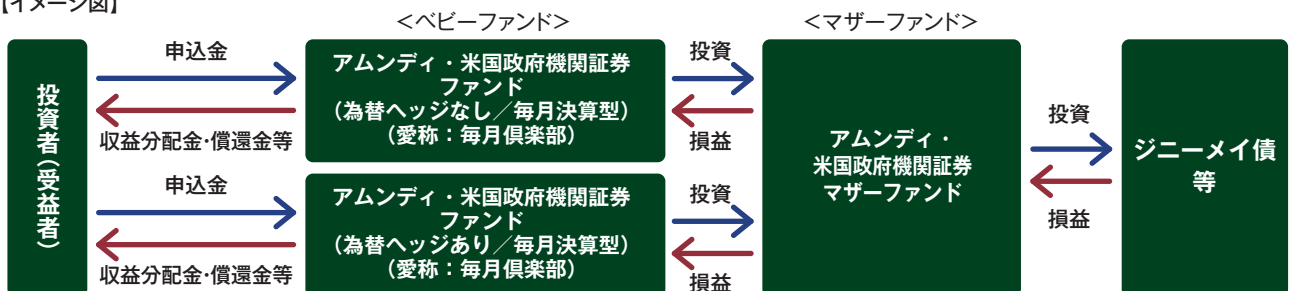 【イメージ図】
＜ベビーファンド＞
＜マザーファンド＞
投資者（受益者）
申込金
収益分配金・償還金等
アムンディ・米国政府機関証券
ファンド
（為替ヘッジなし／毎月決算型）
（愛称：毎月倶楽部）
投資
損益
申込金
収益分配金・償還金等
アムンディ・米国政府機関証券
ファンド
（為替ヘッジあり／毎月決算型）
（愛称：毎月倶楽部）
投資
損益
アムンディ・
米国政府機関証券
マザーファンド
投資
損益
ジニーメイ債
等